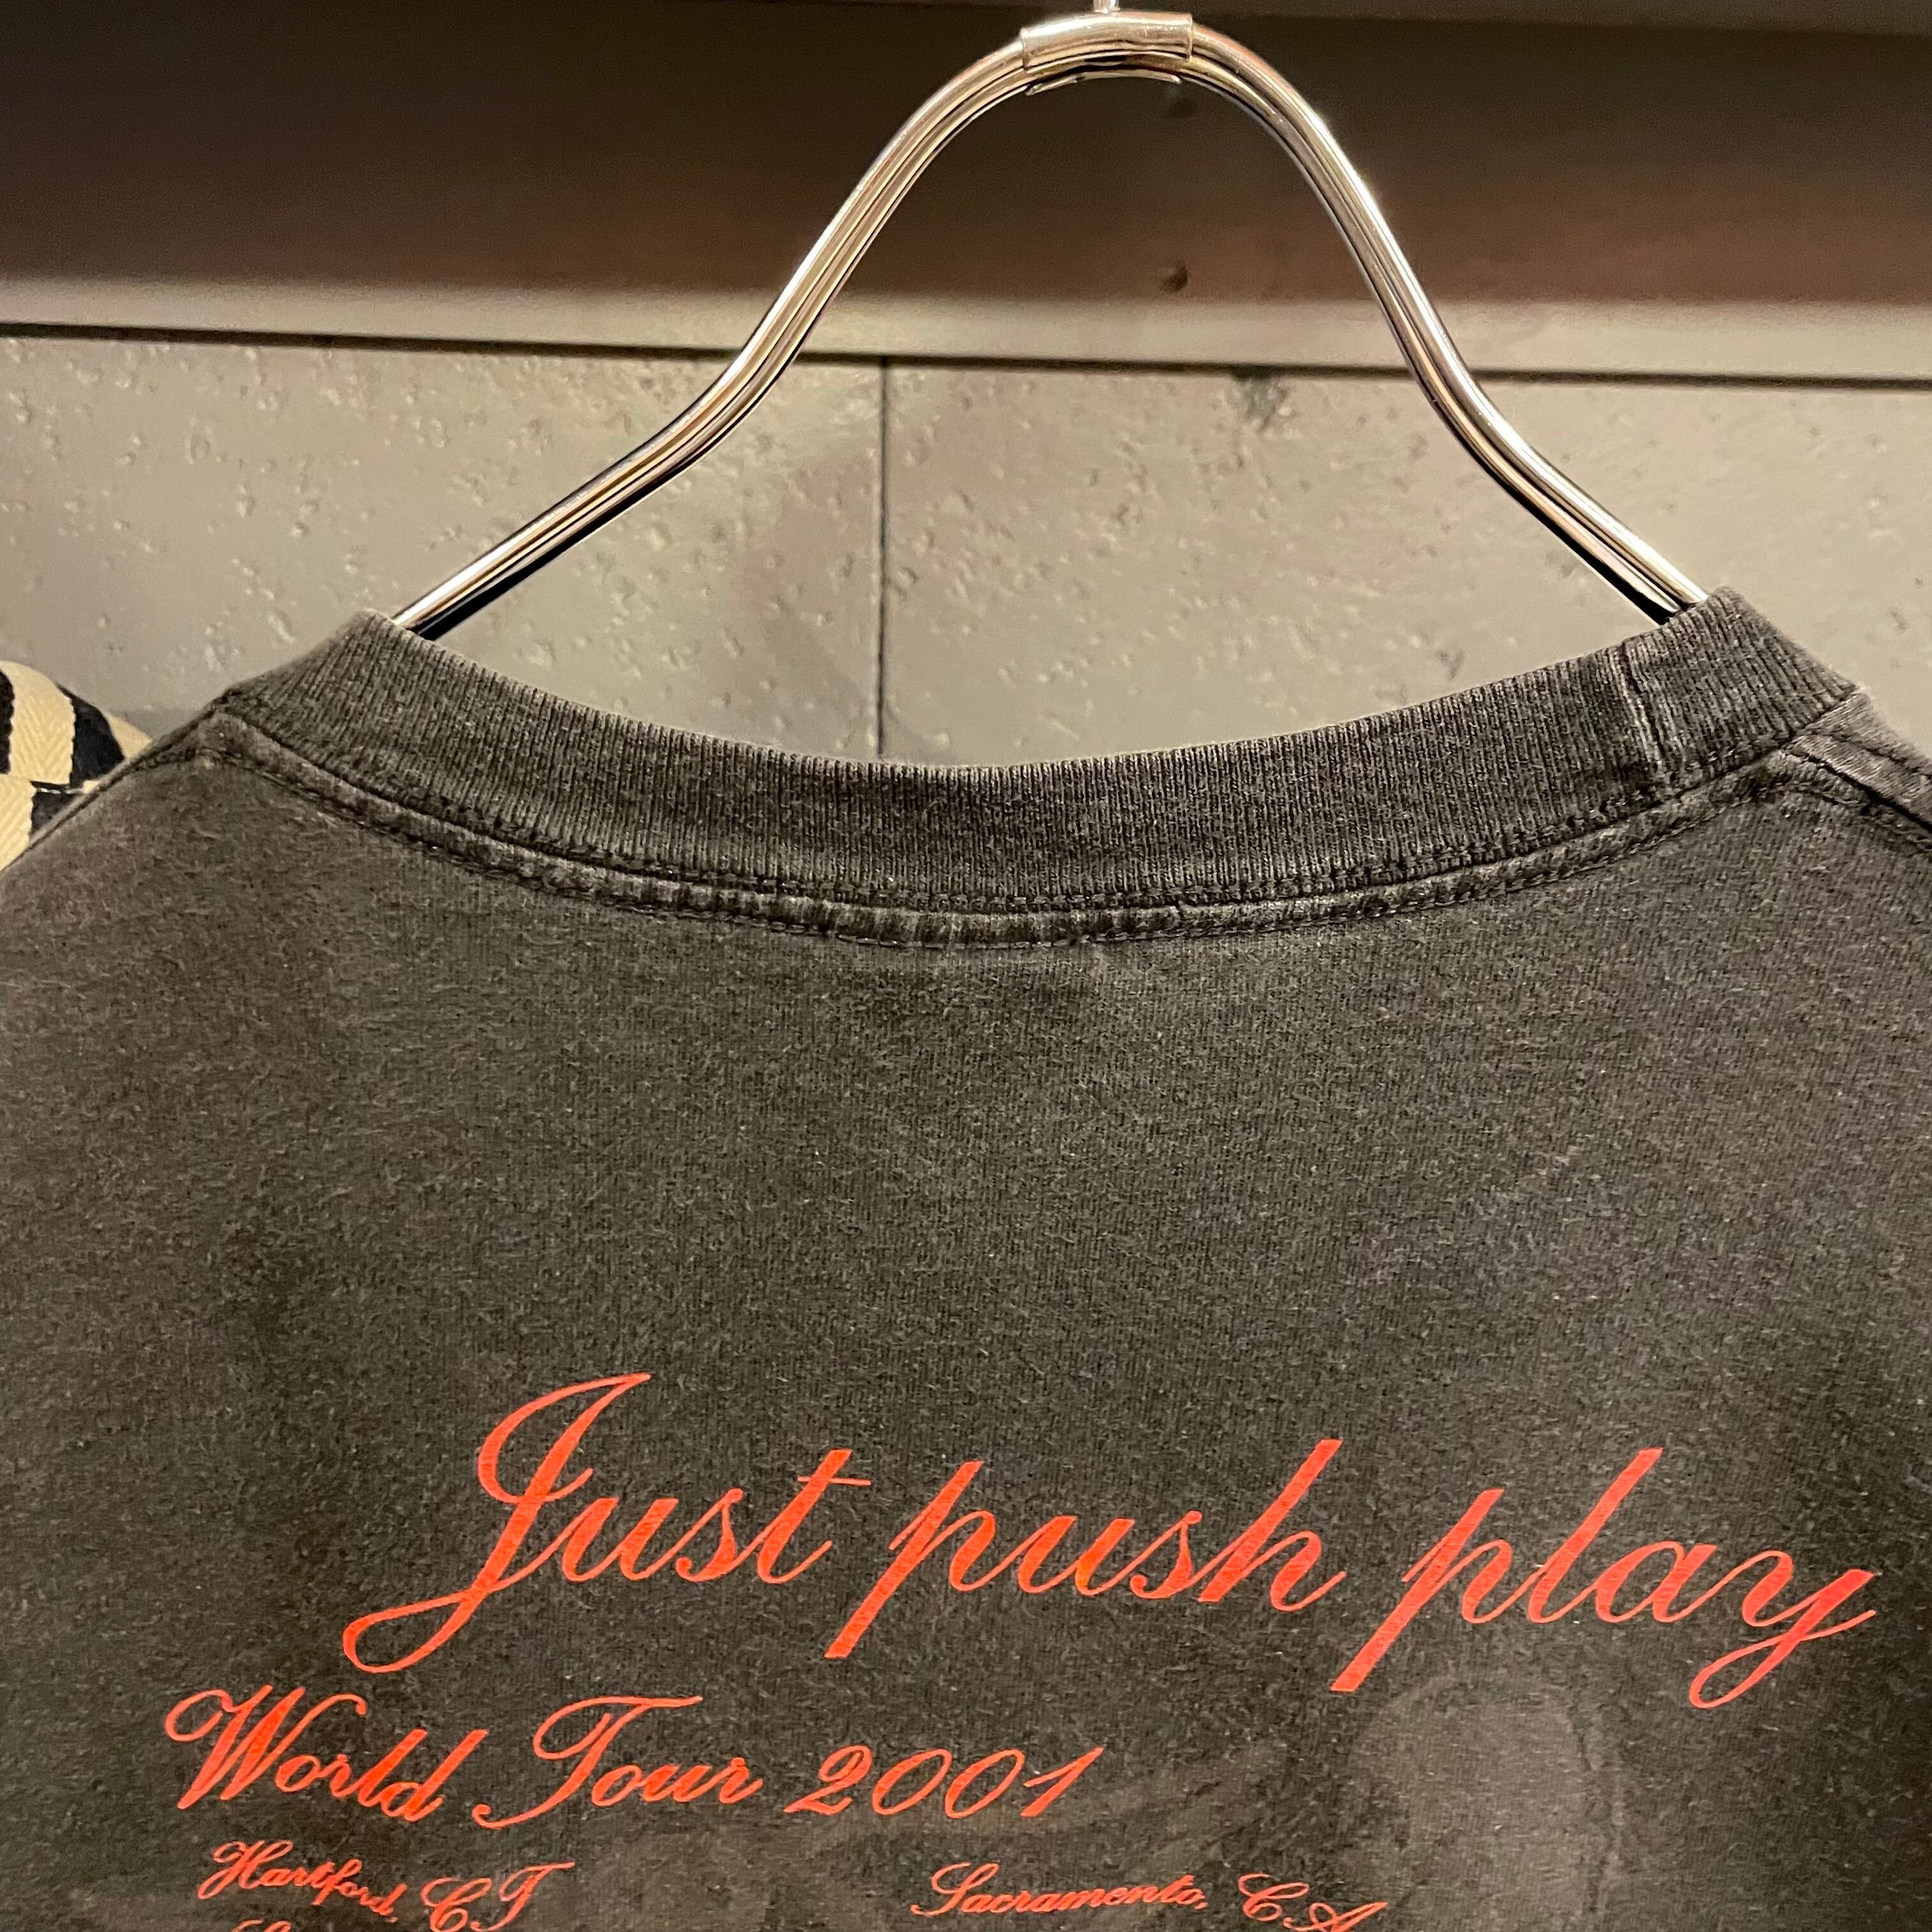 Just push play
World Tour 2001
Hartford, CT
Sacramento, CA